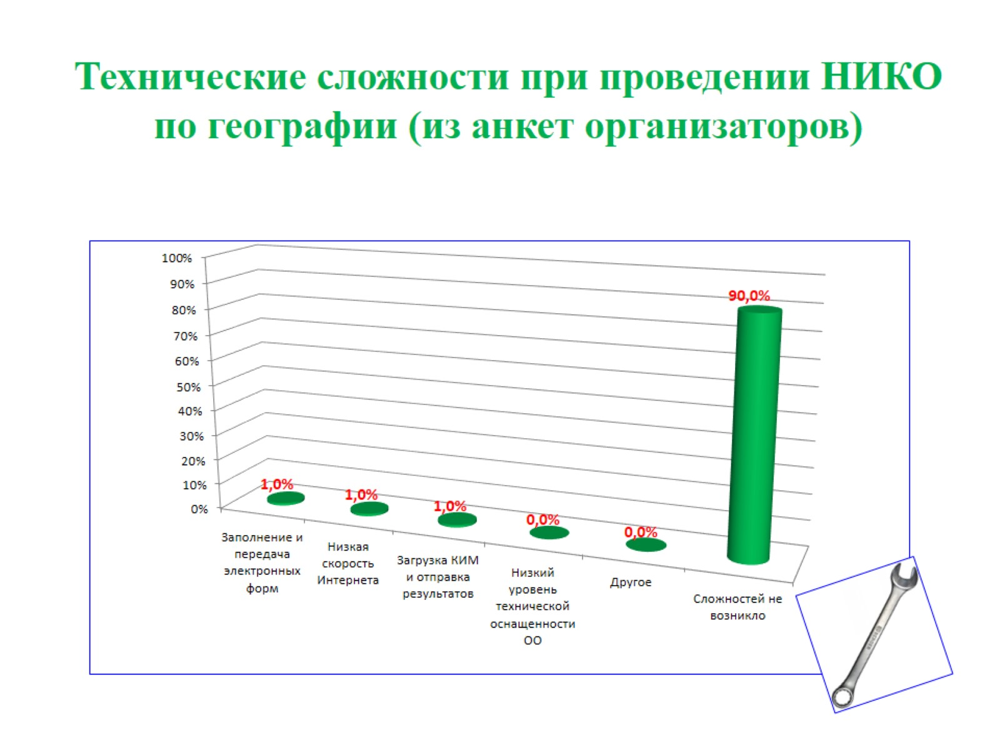 Технические сложности при проведении НИКО
по географии (из анкет организаторов)
100%
90%
80%
70%
60%
50%
40%
30%
20%
10%
0%
1,0%
1,0%
1,0%
0,0%
0,0%
90,0%
Заполнение и
передача
электронных
форм
Низкая
скорость
Интернета
Загрузка КИМ
и отправка
результатов
Низкий
уровень
технической
оснащенности
ОО
Другое
Сложностей не
возникло